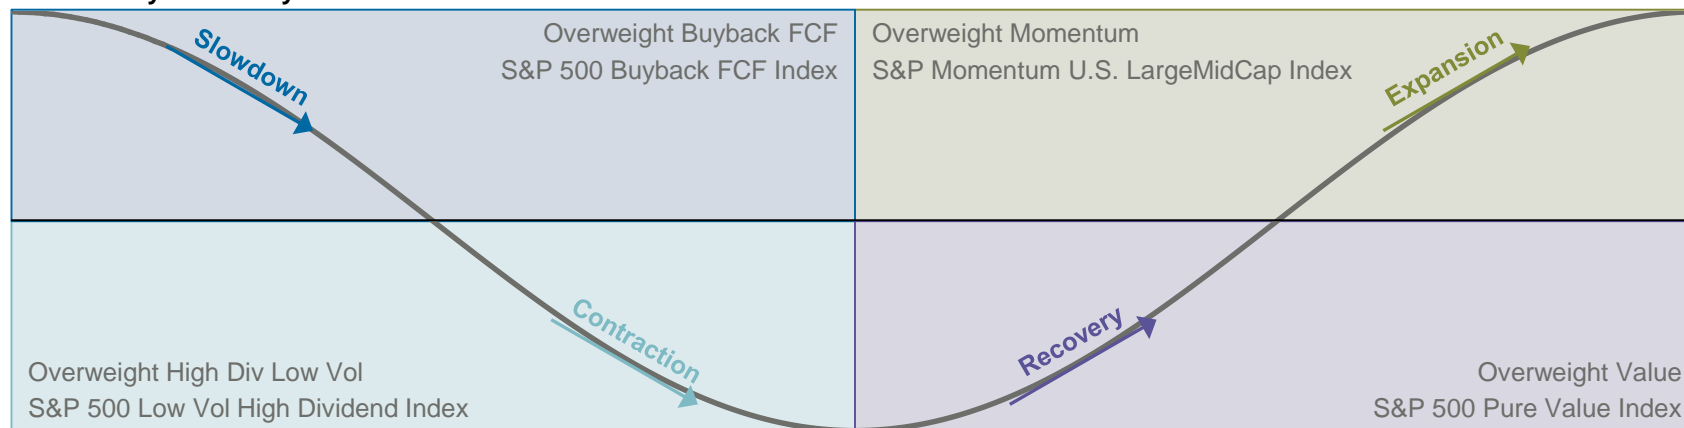 Slowdown
Overweight Buyback FCF
S&P 500 Buyback FCF Index
Overweight Momentum
S&P Momentum U.S. LargeMidCap Index
Expansion
Contraction
Overweight High Div Low Vol
S&P 500 Low Vol High Dividend Index
Recovery
Overweight Value
S&P 500 Pure Value Index